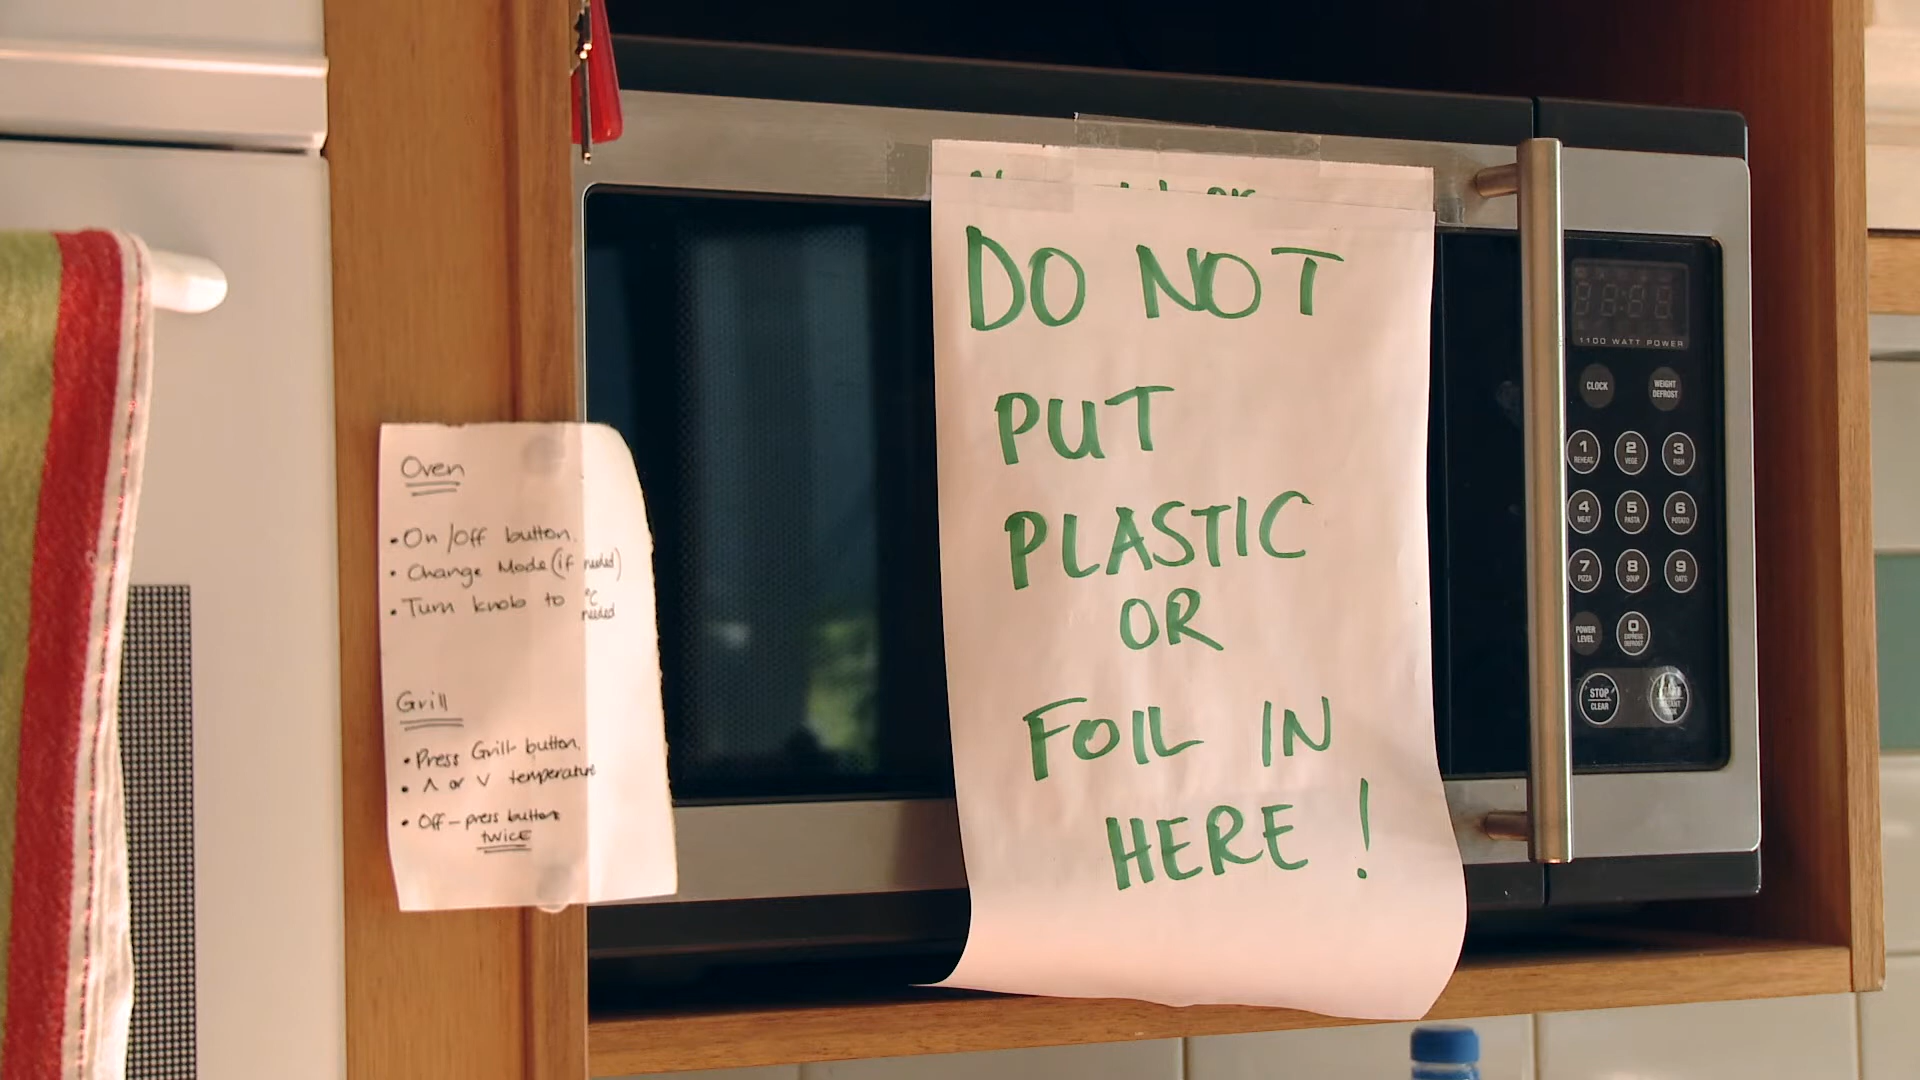 Oven
• On/Off button.
• Change Mode (if needed)
• Turn knob to °C needed
Grill
• Press Grill button.
• ∧ or ∨ temperature
• Off - press button
twice
DO NOT
PUT
PLASTIC
OR
FOIL IN
HERE!
1100 WATT POWER
CLOCK
WEIGHT DEFROST
1 REHEAT
2 VEGE
3 FISH
4 MEAT
5 PASTA
6 POTATO
7 PIZZA
8 SOUP
9 OATS
POWER LEVEL
0 EXPRESS DEFROST
STOP
CLEAR